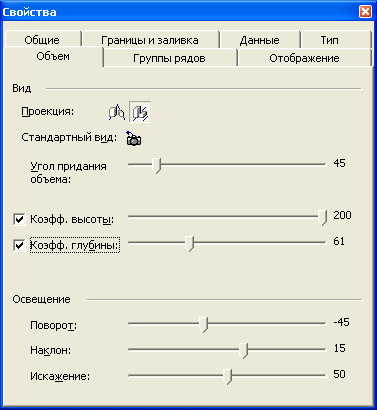 Свойства
Общие
Границы и заливка
Данные
Тип
Объем
Группы рядов
Отображение
Вид
Проекция:
Стандартный вид:
Угол придания объема:
45
Коэфф. высоты:
200
Коэфф. глубины:
61
Освещение
Поворот:
-45
Наклон:
15
Искажение:
50